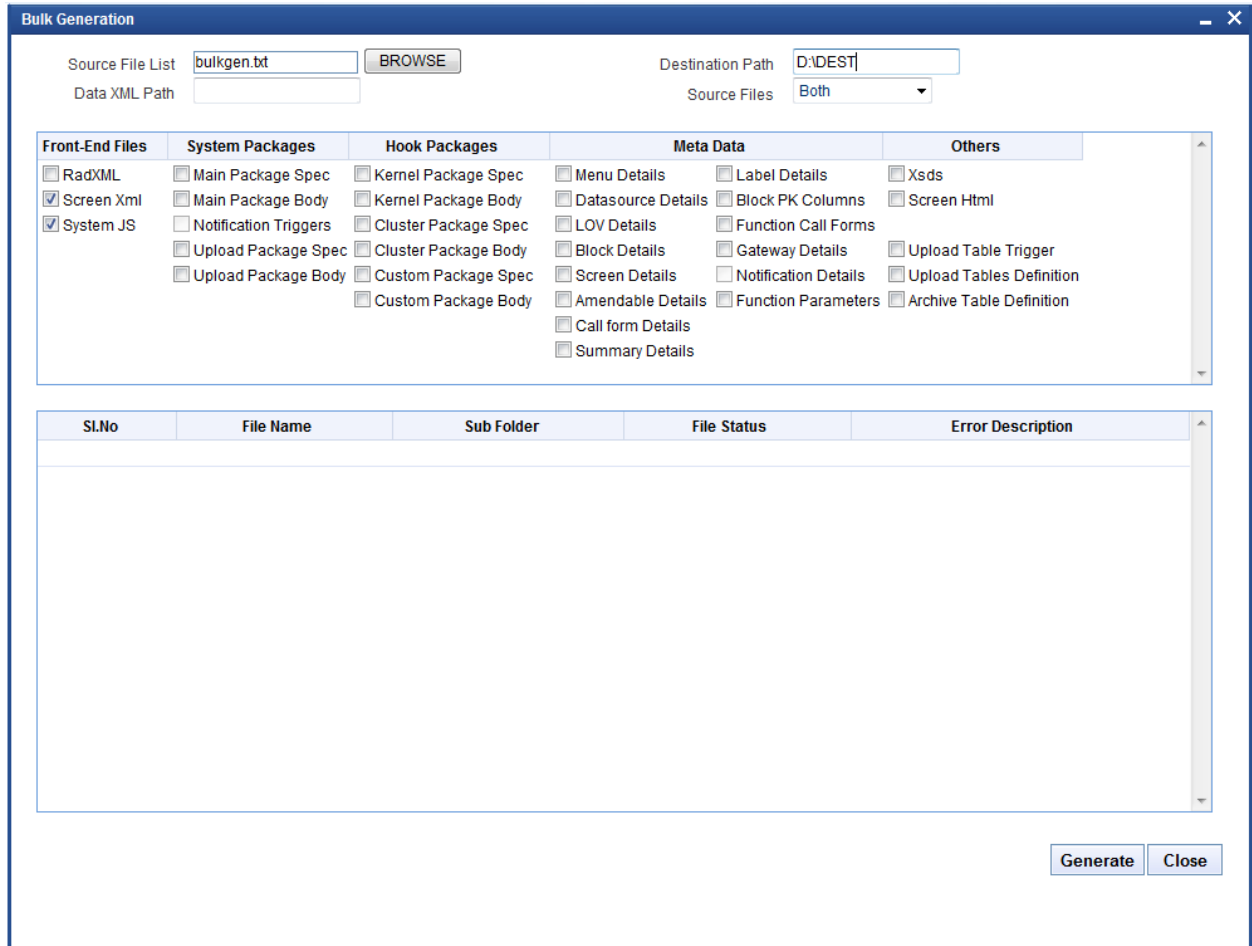 Bulk Generation
Source File List bulkgen.txt BROWSE Destination Path D:\DEST
Data XML Path Source Files Both
Front-End Files System Packages Hook Packages Meta Data Others
RadXML Main Package Spec Kernel Package Spec Menu Details Label Details Xsds
Screen Xml Main Package Body Kernel Package Body Datasource Details Block PK Columns Screen Html
System JS Notification Triggers Cluster Package Spec LOV Details Function Call Forms
Upload Package Spec Cluster Package Body Block Details Gateway Details Upload Table Trigger
Upload Package Body Custom Package Spec Screen Details Notification Details Upload Tables Definition
Custom Package Body Amendable Details Function Parameters Archive Table Definition
Call form Details
Summary Details
Sl.No File Name Sub Folder File Status Error Description
Generate Close